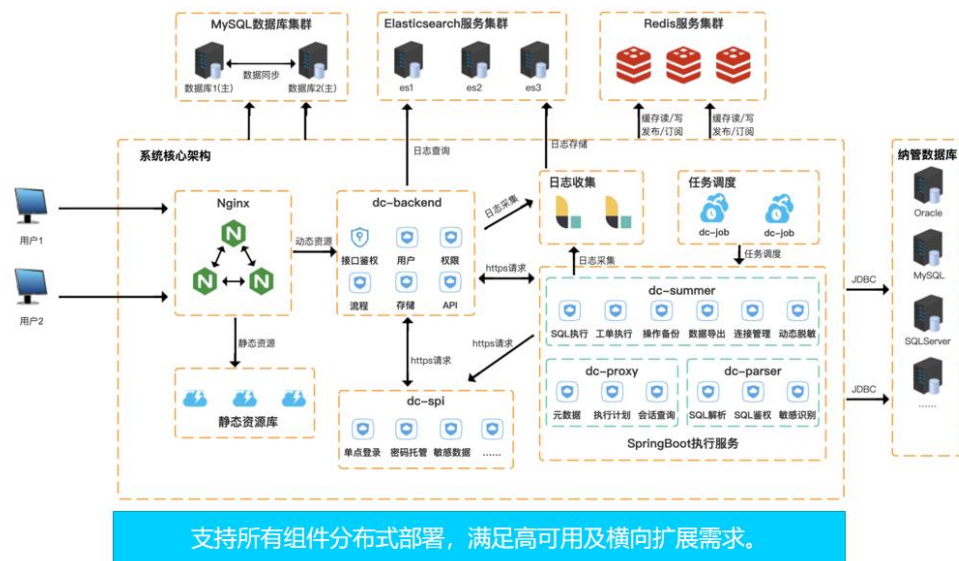 MySQL数据库集群
数据同步
数据库1(主)
数据库2(主)
Elasticsearch服务集群
es1
es2
es3
Redis服务集群
缓存读/写
发布/订阅
缓存读/写
发布/订阅
日志查询
日志存储
系统核心架构
用户1
用户2
Nginx
动态资源
静态资源
静态资源库
dc-backend
接口鉴权
用户
权限
流程
存储
API
日志采集
https请求
https请求
https请求
日志收集
日志采集
任务调度
dc-job
dc-job
任务调度
dc-summer
SQL执行
工单执行
操作备份
数据导出
连接管理
动态脱敏
dc-proxy
元数据
执行计划
会话查询
dc-parser
SQL解析
SQL鉴权
敏感识别
SpringBoot执行服务
dc-spi
单点登录
密码托管
敏感数据
......
JDBC
JDBC
纳管数据库
Oracle
MySQL
SQLServer
......
支持所有组件分布式部署，满足高可用及横向扩展需求。